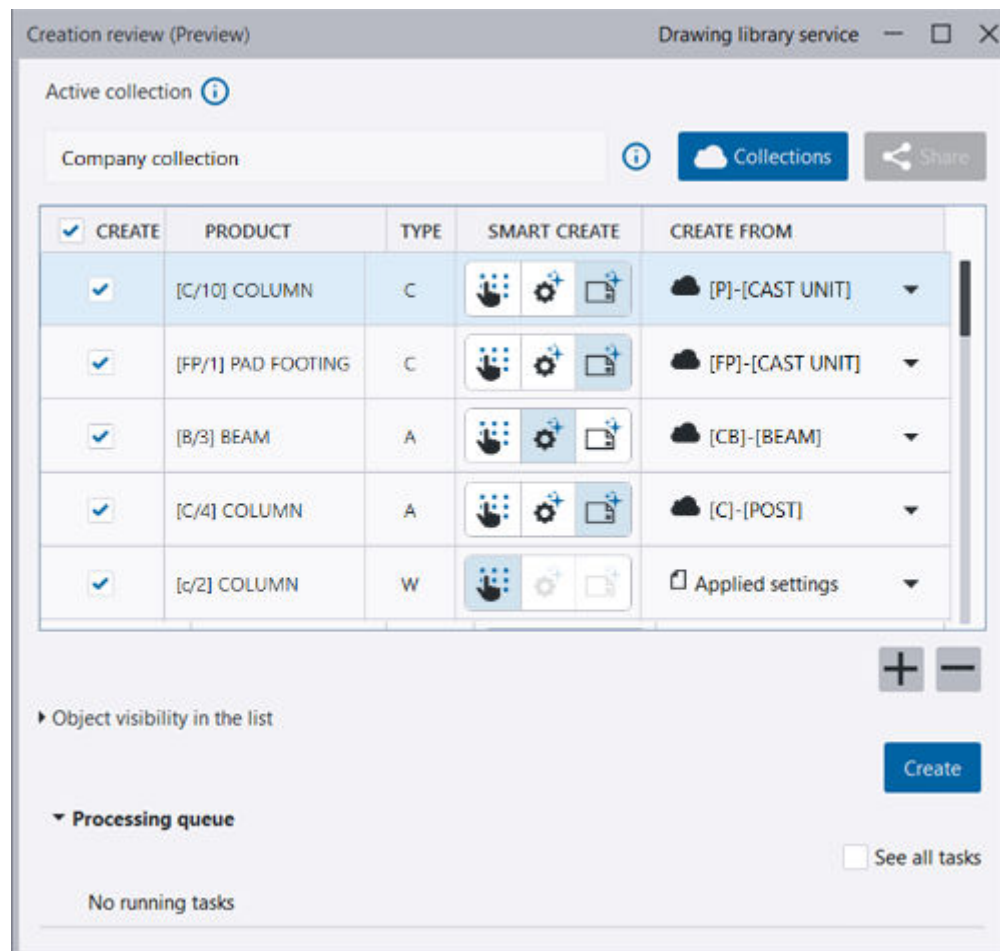 Creation review (Preview) Drawing library service
Active collection
Company collection Collections Share
CREATE PRODUCT TYPE SMART CREATE CREATE FROM
[C/10] COLUMN C [P]-[CAST UNIT]
[FP/1] PAD FOOTING C [FP]-[CAST UNIT]
[B/3] BEAM A [CB]-[BEAM]
[C/4] COLUMN A [C]-[POST]
[c/2] COLUMN W Applied settings
Object visibility in the list
Create
Processing queue
See all tasks
No running tasks